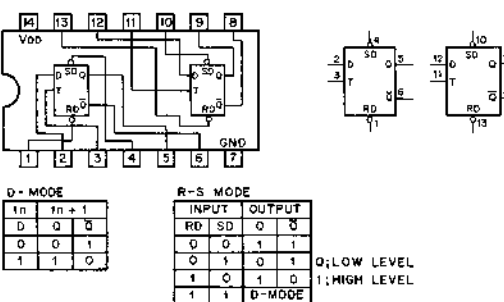 14 13 12 11 10 9 8
VDD
SD SD
D Q D Q
T T
RD Q̅ RD Q̅
GND
1 2 3 4 5 6 7
4 10
2 D SD Q 5 12 D SD Q
3 T 11 T
RD Q̅ 6 RD Q̅
1 13
D-MODE
tn tn+1
D Q Q̅
0 0 1
1 1 0
R-S MODE
INPUT OUTPUT
RD SD Q Q̅
0 0 1 1
0 1 0 1
1 0 1 0
1 1 D-MODE
0;LOW LEVEL
1;HIGH LEVEL